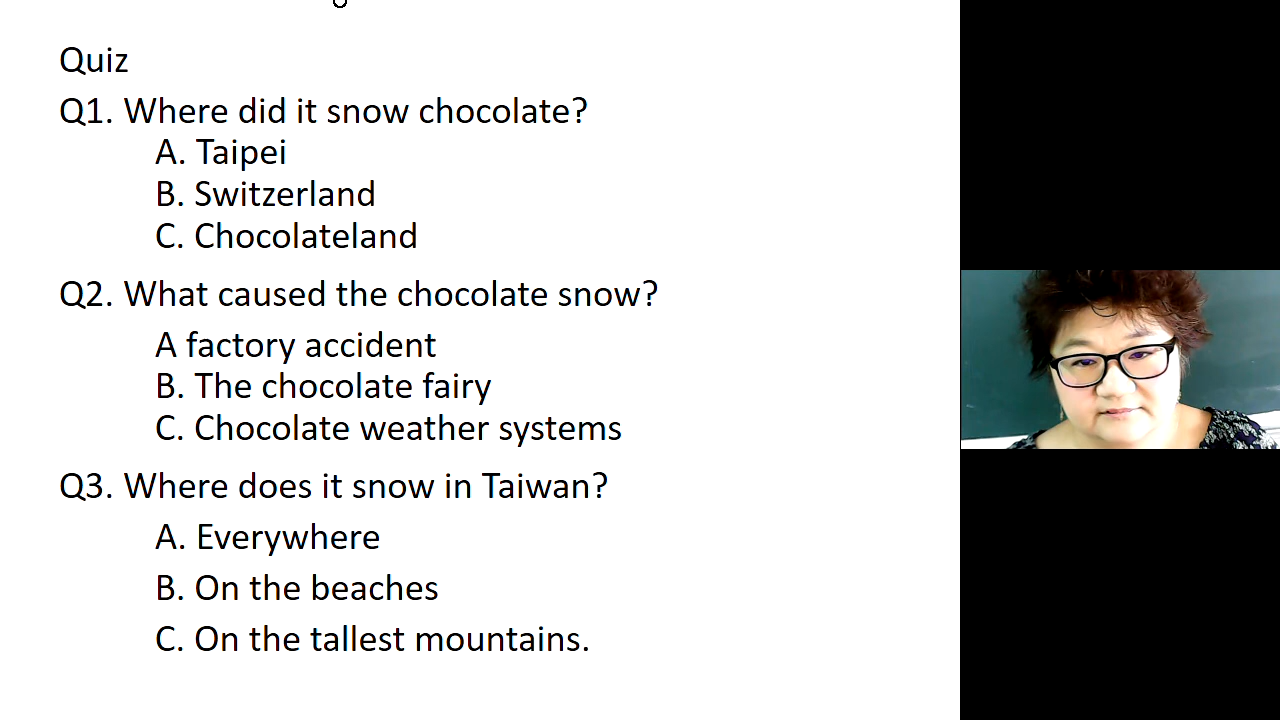 Quiz
Q1. Where did it snow chocolate?
A. Taipei
B. Switzerland
C. Chocolateland
Q2. What caused the chocolate snow?
A factory accident
B. The chocolate fairy
C. Chocolate weather systems
Q3. Where does it snow in Taiwan?
A. Everywhere
B. On the beaches
C. On the tallest mountains.